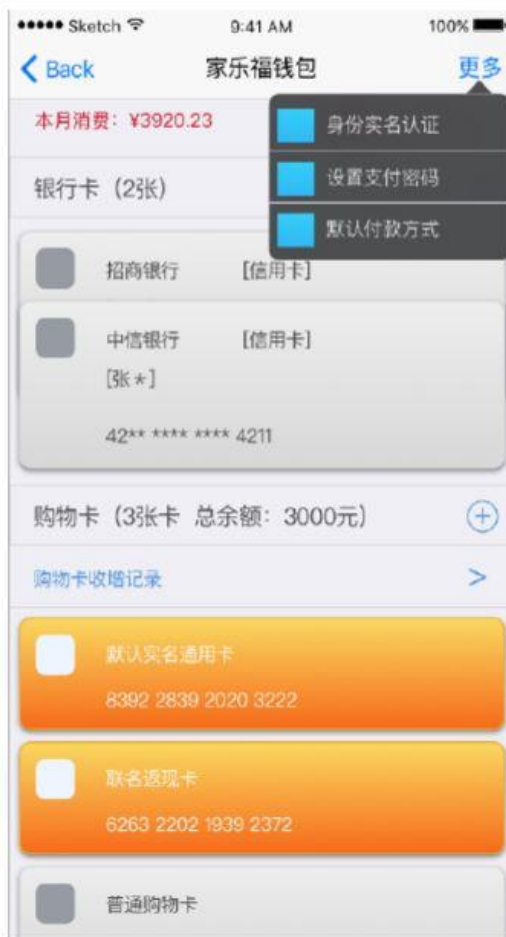 Sketch 9:41 AM 100%
< Back 家乐福钱包 更多
本月消费：¥3920.23
身份实名认证
银行卡（2张）
设置支付密码
默认付款方式
招商银行 [信用卡]
中信银行 [信用卡]
[张*]
42** **** **** 4211
购物卡（3张卡 总余额：3000元）
购物卡收增记录 >
默认实名通用卡
8392 2839 2020 3222
联名返现卡
6263 2202 1939 2372
普通购物卡